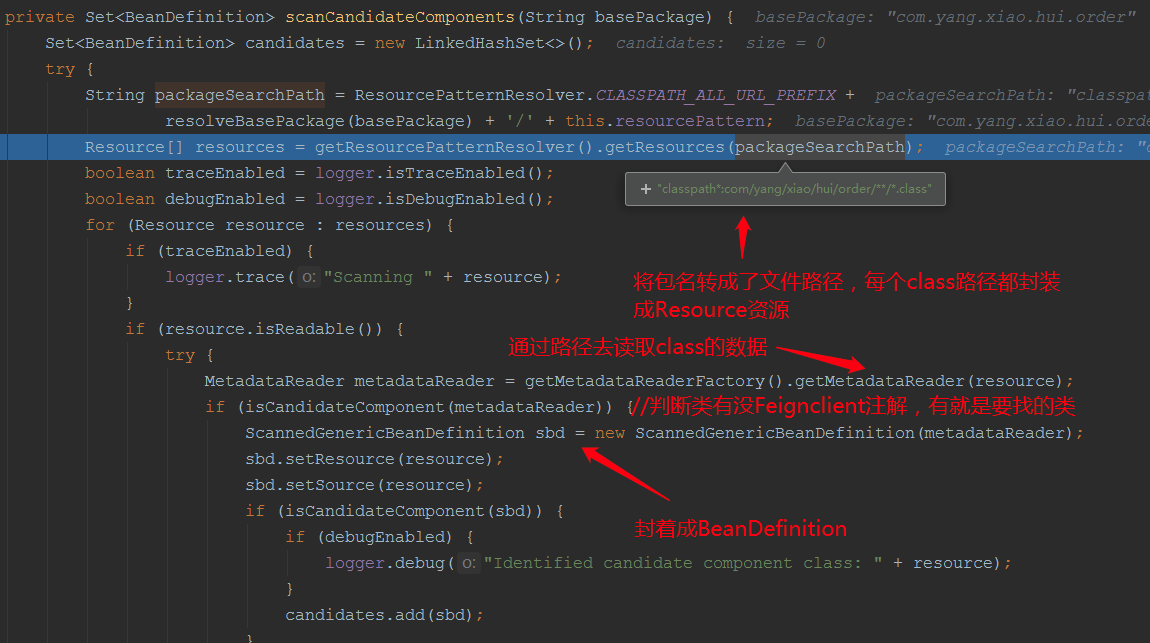 private Set<BeanDefinition> scanCandidateComponents(String basePackage) {  basePackage: "com.yang.xiao.hui.order"
Set<BeanDefinition> candidates = new LinkedHashSet<>();  candidates:  size = 0
try {
String packageSearchPath = ResourcePatternResolver.CLASSPATH_ALL_URL_PREFIX +  packageSearchPath: "classpat
resolveBasePackage(basePackage) + '/' + this.resourcePattern;  basePackage: "com.yang.xiao.hui.orde
Resource[] resources = getResourcePatternResolver().getResources(packageSearchPath);  packageSearchPath: "c
boolean traceEnabled = logger.isTraceEnabled();
+ "classpath*:com/yang/xiao/hui/order/**/*.class"
boolean debugEnabled = logger.isDebugEnabled();
for (Resource resource : resources) {
if (traceEnabled) {
logger.trace( o: "Scanning " + resource);
将包名转成了文件路径，每个class路径都封装
成Resource资源
}
if (resource.isReadable()) {
通过路径去读取class的数据
try {
MetadataReader metadataReader = getMetadataReaderFactory().getMetadataReader(resource);
if (isCandidateComponent(metadataReader)) { //判断类有没Feignclient注解，有就是要找的类
ScannedGenericBeanDefinition sbd = new ScannedGenericBeanDefinition(metadataReader);
sbd.setResource(resource);
sbd.setSource(resource);
if (isCandidateComponent(sbd)) {
封着成BeanDefinition
if (debugEnabled) {
logger.debug( o: "Identified candidate component class: " + resource);
}
candidates.add(sbd);
}